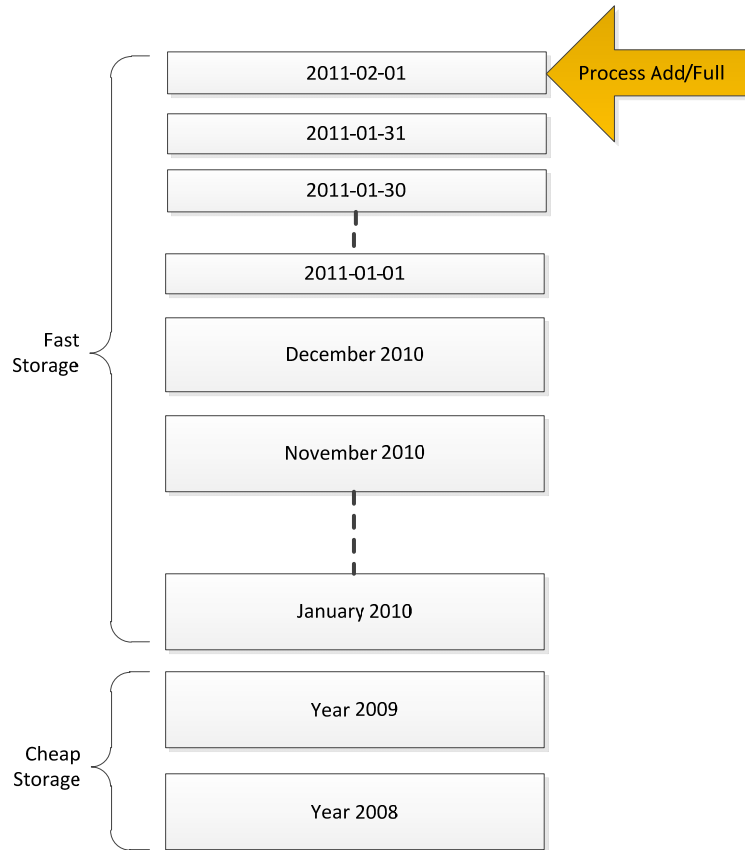 2011-02-01
Process Add/Full
2011-01-31
2011-01-30
2011-01-01
Fast
Storage
December 2010
November 2010
January 2010
Cheap
Storage
Year 2009
Year 2008